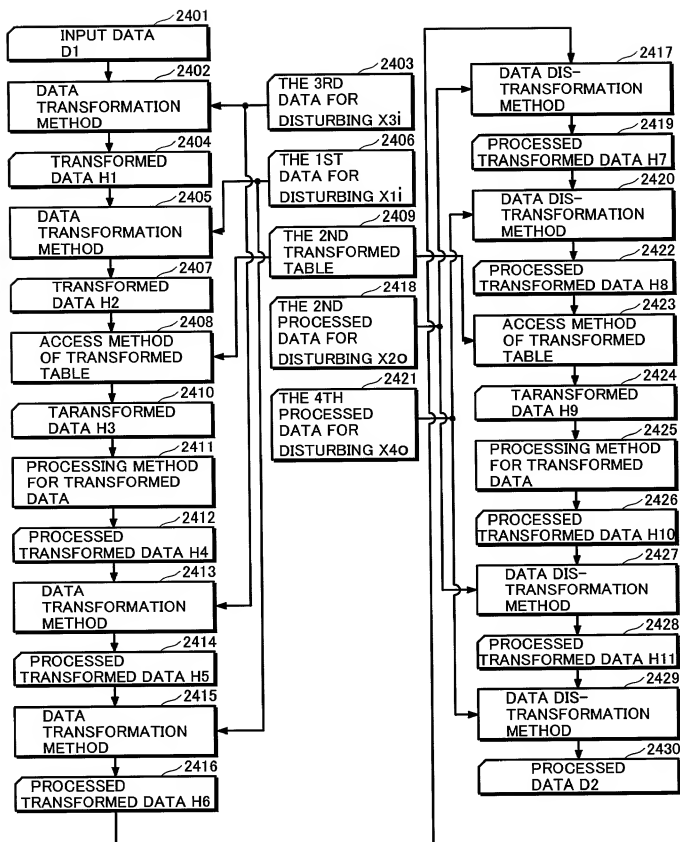 2401
INPUT DATA
D1
2402
DATA
TRANSFORMATION
METHOD
2404
TRANSFORMED
DATA H1
2405
DATA
TRANSFORMATION
METHOD
2407
TRANSFORMED
DATA H2
2408
ACCESS METHOD
OF TRANSFORMED
TABLE
2410
TARANSFORMED
DATA H3
2411
PROCESSING METHOD
FOR TRANSFORMED
DATA
2412
PROCESSED
TRANSFORMED DATA H4
2413
DATA
TRANSFORMATION
METHOD
2414
PROCESSED
TRANSFORMED DATA H5
2415
DATA
TRANSFORMATION
METHOD
2416
PROCESSED
TRANSFORMED DATA H6
2403
THE 3RD
DATA FOR
DISTURBING X3i
2406
THE 1ST
DATA FOR
DISTURBING X1i
2409
THE 2ND
TRANSFORMED
TABLE
2418
THE 2ND
PROCESSED
DATA FOR
DISTURBING X2o
2421
THE 4TH
PROCESSED
DATA FOR
DISTURBING X4o
2417
DATA DIS-
TRANSFORMATION
METHOD
2419
PROCESSED
TRANSFORMED DATA H7
2420
DATA DIS-
TRANSFORMATION
METHOD
2422
PROCESSED
TRANSFORMED DATA H8
2423
ACCESS METHOD
OF TRANSFORMED
TABLE
2424
TARANSFORMED
DATA H9
2425
PROCESSING METHOD
FOR TRANSFORMED
DATA
2426
PROCESSED
TRANSFORMED DATA H10
2427
DATA DIS-
TRANSFORMATION
METHOD
2428
PROCESSED
TRANSFORMED DATA H11
2429
DATA DIS-
TRANSFORMATION
METHOD
2430
PROCESSED
DATA D2